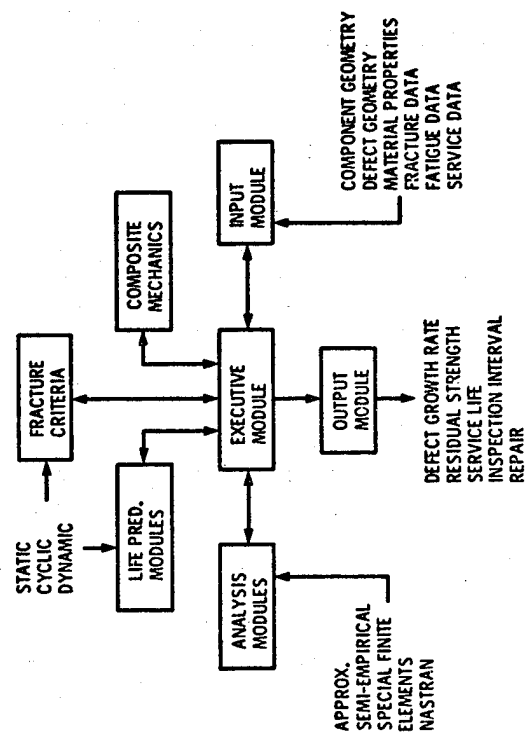 STATIC
CYCLIC
DYNAMIC
FRACTURE
CRITERIA
LIFE PRED.
MODULES
COMPOSITE
MECHANICS
ANALYSIS
MODULES
EXECUTIVE
MODULE
INPUT
MODULE
OUTPUT
MODULE
APPROX.
SEMI-EMPIRICAL
SPECIAL FINITE
ELEMENTS
NASTRAN
DEFECT GROWTH RATE
RESIDUAL STRENGTH
SERVICE LIFE
INSPECTION INTERVAL
REPAIR
COMPONENT GEOMETRY
DEFECT GEOMETRY
MATERIAL PROPERTIES
FRACTURE DATA
FATIGUE DATA
SERVICE DATA